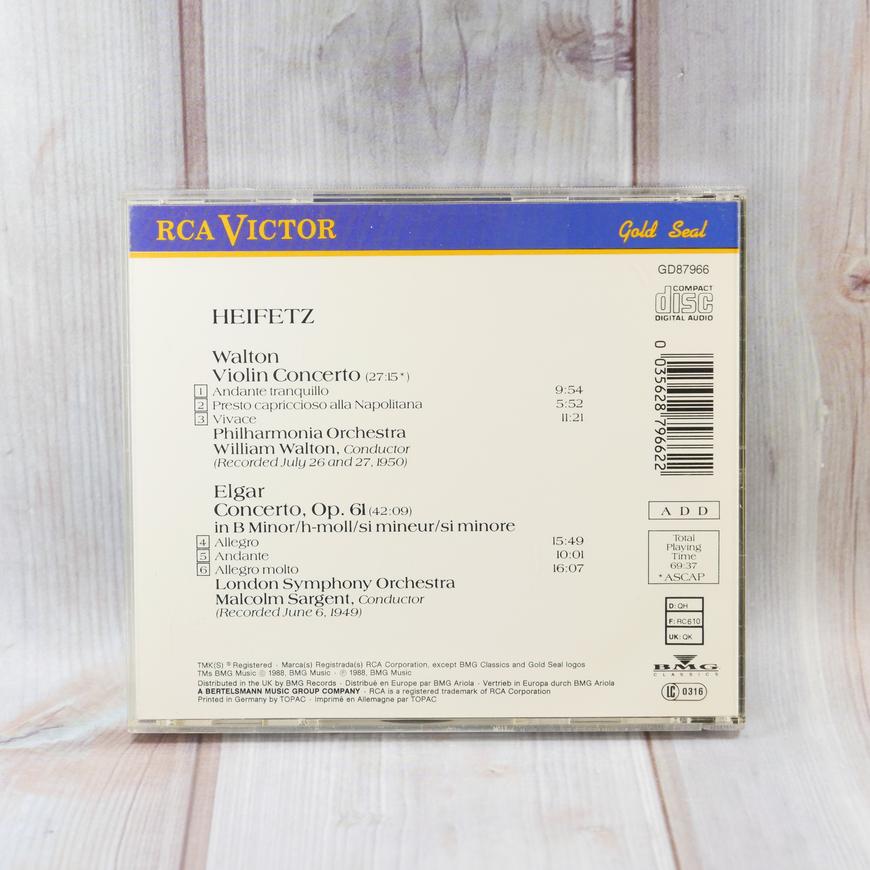 RCA VICTOR
Gold Seal
GD87966
COMPACT
disc
DIGITAL AUDIO
HEIFETZ
Walton
Violin Concerto (27:15*)
1 Andante tranquillo 9:54
2 Presto capriccioso alla Napolitana 5:52
3 Vivace 11:21
Philharmonia Orchestra
William Walton, Conductor
(Recorded July 26 and 27, 1950)
Elgar
Concerto, Op. 61 (42:09)
in B Minor/h-moll/si mineur/si minore
4 Allegro 15:49
5 Andante 10:01
6 Allegro molto 16:07
London Symphony Orchestra
Malcolm Sargent, Conductor
(Recorded June 6, 1949)
0 035628 796622
A D D
Total
Playing
Time
69:37
*ASCAP
D: QH
F: RC610
UK: QK
BMG
CLASSICS
LC 0316
TMK(S) ® Registered · Marca(s) Registrada(s) RCA Corporation, except BMG Classics and Gold Seal logos
TMs BMG Music © 1988, BMG Music · ℗ 1988, BMG Music
Distributed in the UK by BMG Records · Distribué en Europe par BMG Ariola · Vertrieb in Europa durch BMG Ariola
A BERTELSMANN MUSIC GROUP COMPANY · RCA is a registered trademark of RCA Corporation
Printed in Germany by TOPAC · Imprimé en Allemagne par TOPAC